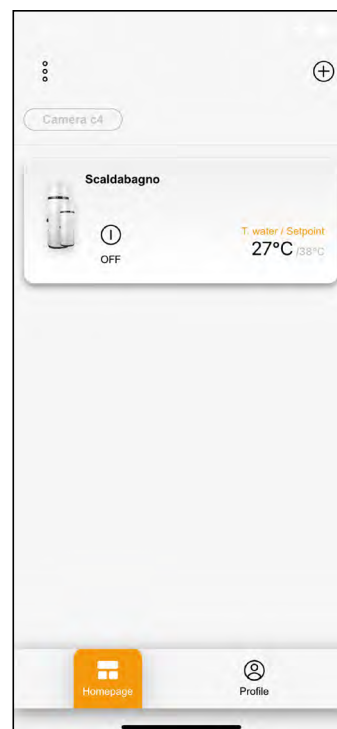 Camera c4
Scaldabagno
OFF
T. water / Setpoint
27°C /38°C
Homepage
Profile